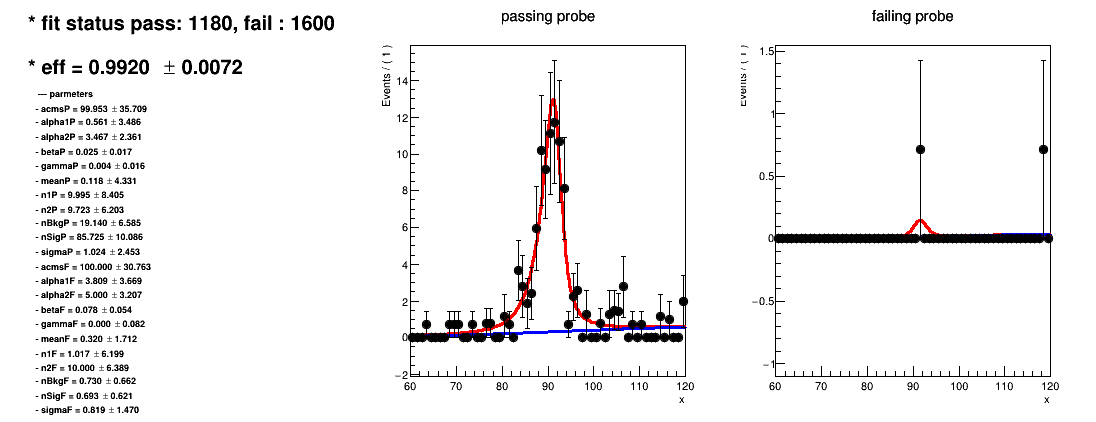 * fit status pass: 1180, fail : 1600
* eff = 0.9920 ± 0.0072
--- parmeters
- acmsP = 99.953 ± 35.709
- alpha1P = 0.561 ± 3.486
- alpha2P = 3.467 ± 2.361
- betaP = 0.025 ± 0.017
- gammaP = 0.004 ± 0.016
- meanP = 0.118 ± 4.331
- n1P = 9.995 ± 8.405
- n2P = 9.723 ± 6.203
- nBkgP = 19.140 ± 6.585
- nSigP = 85.725 ± 10.086
- sigmaP = 1.024 ± 2.453
- acmsF = 100.000 ± 30.763
- alpha1F = 3.809 ± 3.669
- alpha2F = 5.000 ± 3.207
- betaF = 0.078 ± 0.054
- gammaF = 0.000 ± 0.082
- meanF = 0.320 ± 1.712
- n1F = 1.017 ± 6.199
- n2F = 10.000 ± 6.389
- nBkgF = 0.730 ± 0.662
- nSigF = 0.693 ± 0.621
- sigmaF = 0.819 ± 1.470
passing probe
Events / ( 1 )
14
12
10
8
6
4
2
0
−2
60 70 80 90 100 110 120
x
failing probe
Events / ( 1 )
1.5
1
0.5
0
−0.5
−1
60 70 80 90 100 110 120
x